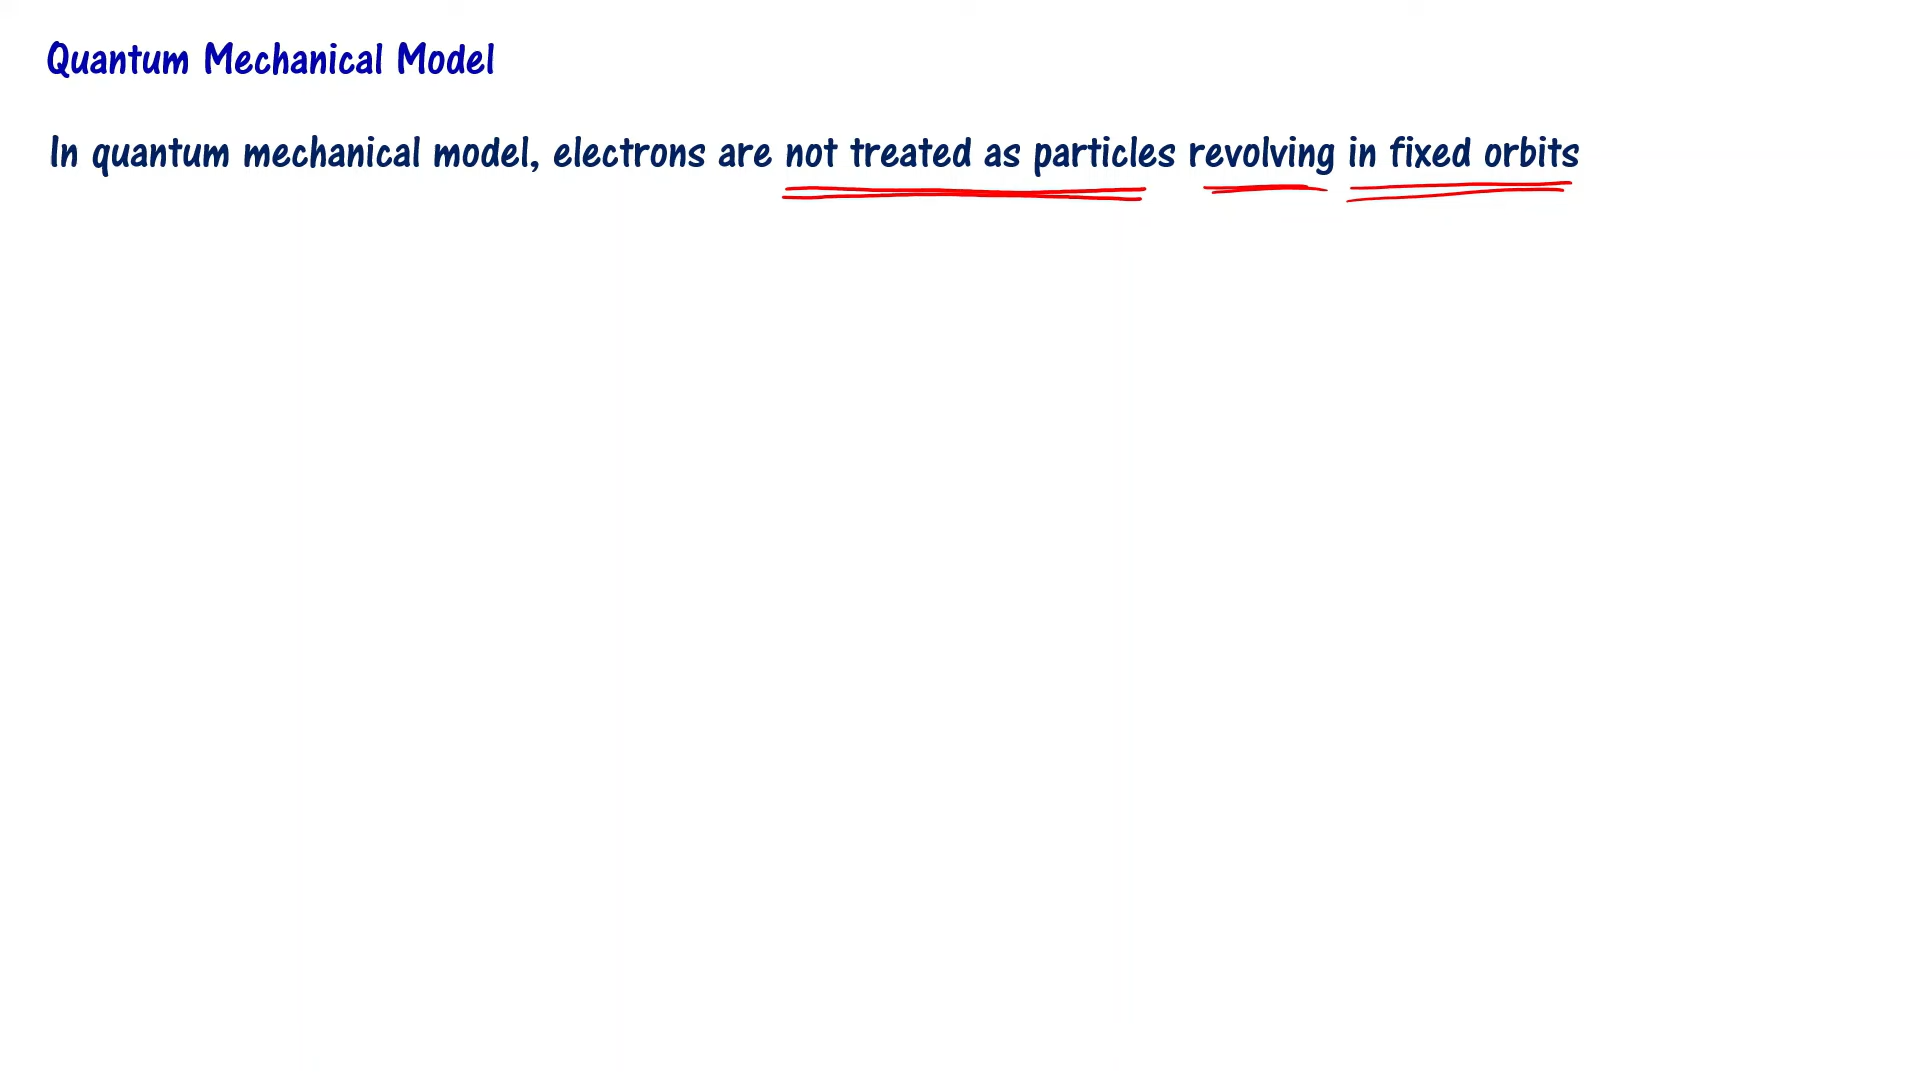 Quantum Mechanical Model
In quantum mechanical model, electrons are not treated as particles revolving in fixed orbits